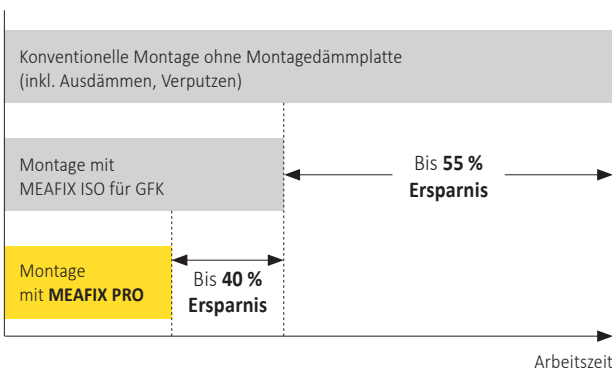 Konventionelle Montage ohne Montagedämmplatte
(inkl. Ausdämmen, Verputzen)
Montage mit
MEAFIX ISO für GFK
Bis 55 %
Ersparnis
Montage
mit MEAFIX PRO
Bis 40 %
Ersparnis
Arbeitszeit